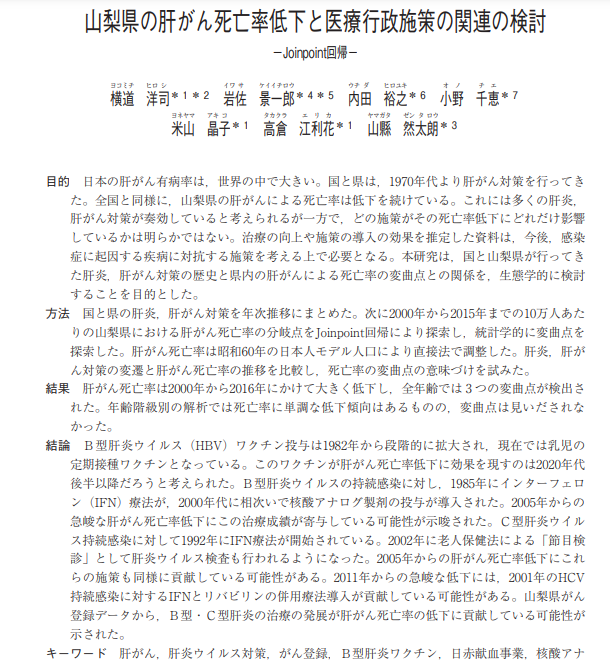 山梨県の肝がん死亡率低下と医療行政施策の関連の検討
－Joinpoint回帰－
ヨコミチ ヒロシ イワサ ケイイチロウ ウチダ ヒロユキ オノ チエ
横道 洋司＊1＊2 岩佐 景一郎＊4＊5 内田 裕之＊6 小野 千恵＊7
ヨネヤマ アキコ タカクラ エリカ ヤマガタ ゼンタロウ
米山 晶子＊1 高倉 江利花＊1 山縣 然太朗＊3
目的 日本の肝がん有病率は，世界の中で大きい。国と県は，1970年代より肝がん対策を行ってき
た。全国と同様に，山梨県の肝がんによる死亡率は低下を続けている。これには多くの肝炎，
肝がん対策が奏効していると考えられるが一方で，どの施策がその死亡率低下にどれだけ影響
しているかは明らかではない。治療の向上や施策の導入の効果を推定した資料は，今後，感染
症に起因する疾病に対抗する施策を考える上で必要となる。本研究は，国と山梨県が行ってき
た肝炎，肝がん対策の歴史と県内の肝がんによる死亡率の変曲点との関係を，生態学的に検討
することを目的とした。
方法 国と県の肝炎，肝がん対策を年次推移にまとめた。次に2000年から2015年までの10万人あた
りの山梨県における肝がん死亡率の分岐点をJoinpoint回帰により探索し，統計学的に変曲点を
探索した。肝がん死亡率は昭和60年の日本人モデル人口により直接法で調整した。肝炎，肝が
ん対策の変遷と肝がん死亡率の推移を比較し，死亡率の変曲点の意味づけを試みた。
結果 肝がん死亡率は2000年から2016年にかけて大きく低下し，全年齢では３つの変曲点が検出さ
れた。年齢階級別の解析では死亡率に単調な低下傾向はあるものの，変曲点は見いだされな
かった。
結論 Ｂ型肝炎ウイルス（HBV）ワクチン投与は1982年から段階的に拡大され，現在では乳児の
定期接種ワクチンとなっている。このワクチンが肝がん死亡率低下に効果を現すのは2020年代
後半以降だろうと考えられた。Ｂ型肝炎ウイルスの持続感染に対し，1985年にインターフェロ
ン（IFN）療法が，2000年代に相次いで核酸アナログ製剤の投与が導入された。2005年からの
急峻な肝がん死亡率低下にこの治療成績が寄与している可能性が示唆された。Ｃ型肝炎ウイル
ス持続感染に対して1992年にIFN療法が開始されている。2002年に老人保健法による「節目検
診」として肝炎ウイルス検査も行われるようになった。2005年からの肝がん死亡率低下にこれ
らの施策も同様に貢献している可能性がある。2011年からの急峻な低下には，2001年のHCV
持続感染に対するIFNとリバビリンの併用療法導入が貢献している可能性がある。山梨県がん
登録データから，Ｂ型・Ｃ型肝炎の治療の発展が肝がん死亡率の低下に貢献している可能性が
示された。
キーワード 肝がん，肝炎ウイルス対策，がん登録，Ｂ型肝炎ワクチン，日赤献血事業，核酸アナ